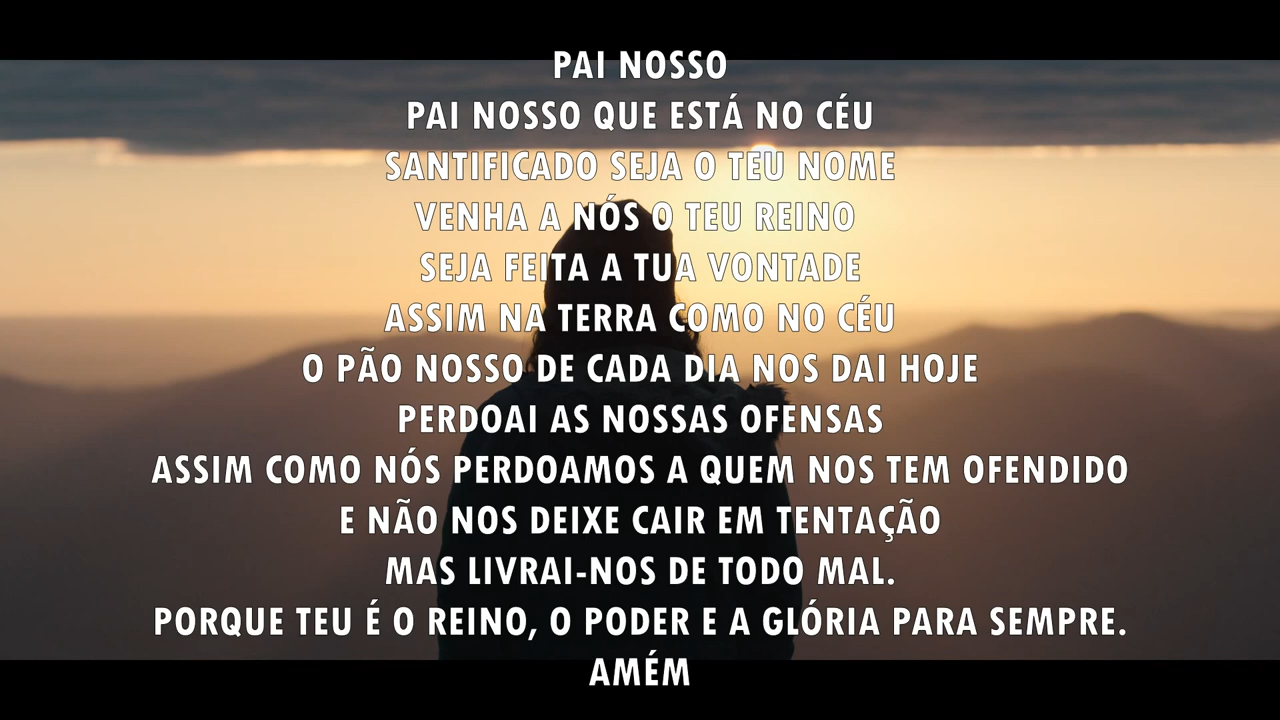 PAI NOSSO
PAI NOSSO QUE ESTÁ NO CÉU
SANTIFICADO SEJA O TEU NOME
VENHA A NÓS O TEU REINO
SEJA FEITA A TUA VONTADE
ASSIM NA TERRA COMO NO CÉU
O PÃO NOSSO DE CADA DIA NOS DAI HOJE
PERDOAI AS NOSSAS OFENSAS
ASSIM COMO NÓS PERDOAMOS A QUEM NOS TEM OFENDIDO
E NÃO NOS DEIXE CAIR EM TENTAÇÃO
MAS LIVRAI-NOS DE TODO MAL.
PORQUE TEU É O REINO, O PODER E A GLÓRIA PARA SEMPRE.
AMÉM